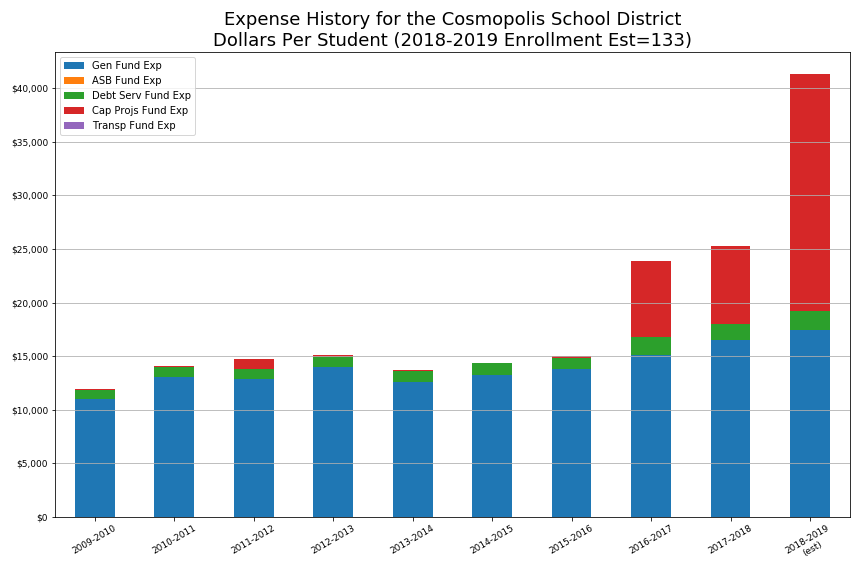 Expense History for the Cosmopolis School District
Dollars Per Student (2018-2019 Enrollment Est=133)
Gen Fund Exp
ASB Fund Exp
Debt Serv Fund Exp
Cap Projs Fund Exp
Transp Fund Exp
$40,000
$35,000
$30,000
$25,000
$20,000
$15,000
$10,000
$5,000
$0
2009-2010
2010-2011
2011-2012
2012-2013
2013-2014
2014-2015
2015-2016
2016-2017
2017-2018
2018-2019
(est)